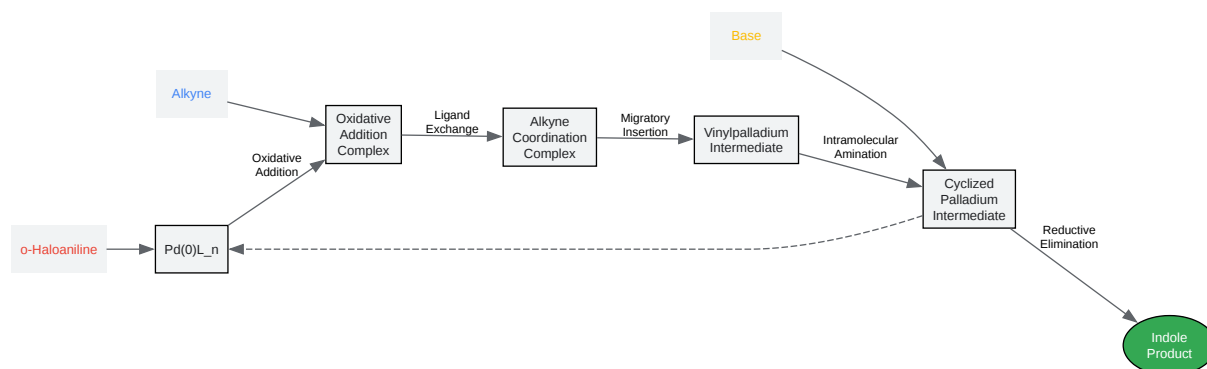 Base
Alkyne
Oxidative
Addition
Complex
Ligand
Exchange
Alkyne
Coordination
Complex
Migratory
Insertion
Vinylpalladium
Intermediate
Intramolecular
Amination
Oxidative
Addition
Cyclized
Palladium
Intermediate
o-Haloaniline
Pd(0)L_n
Reductive
Elimination
Indole
Product